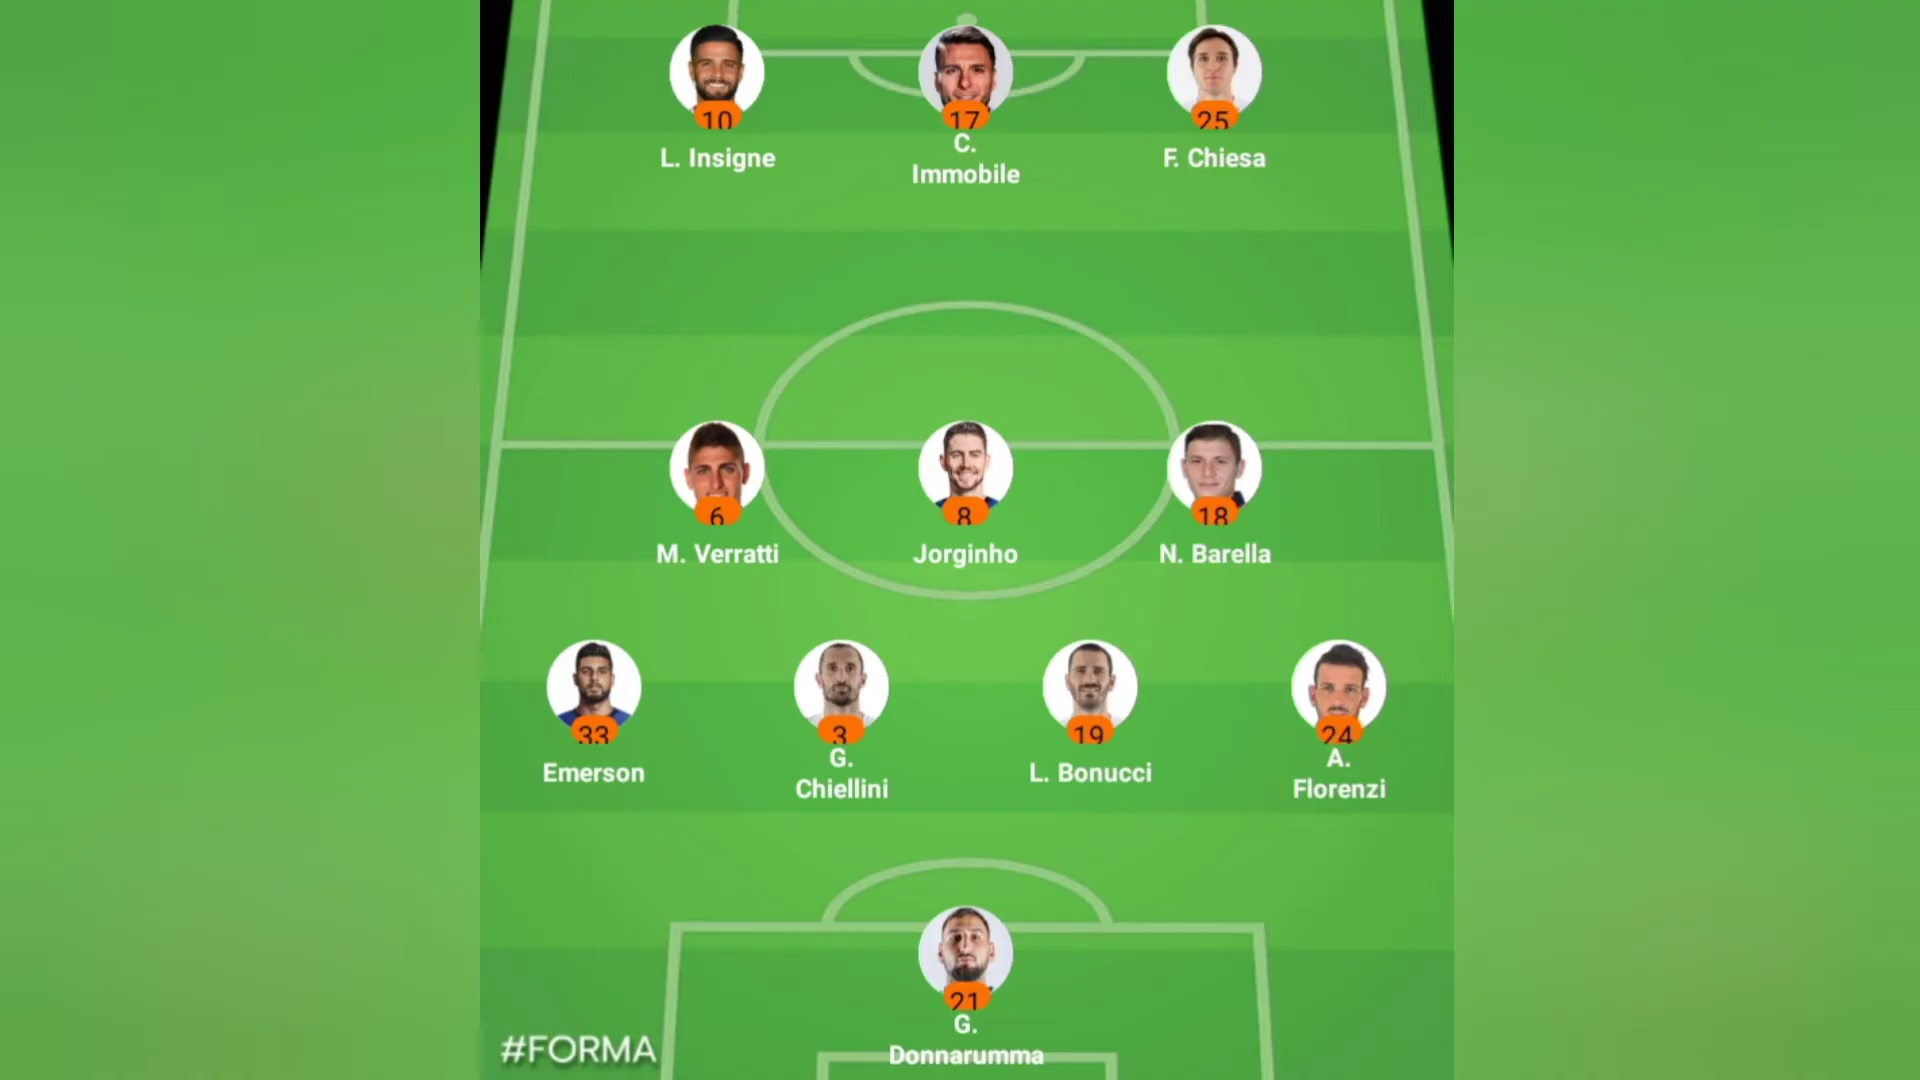 10
17
25
L. Insigne
C.
Immobile
F. Chiesa
6
8
18
M. Verratti
Jorginho
N. Barella
33
3
19
24
Emerson
G.
Chiellini
L. Bonucci
A.
Florenzi
21
G.
Donnarumma
#FORMA